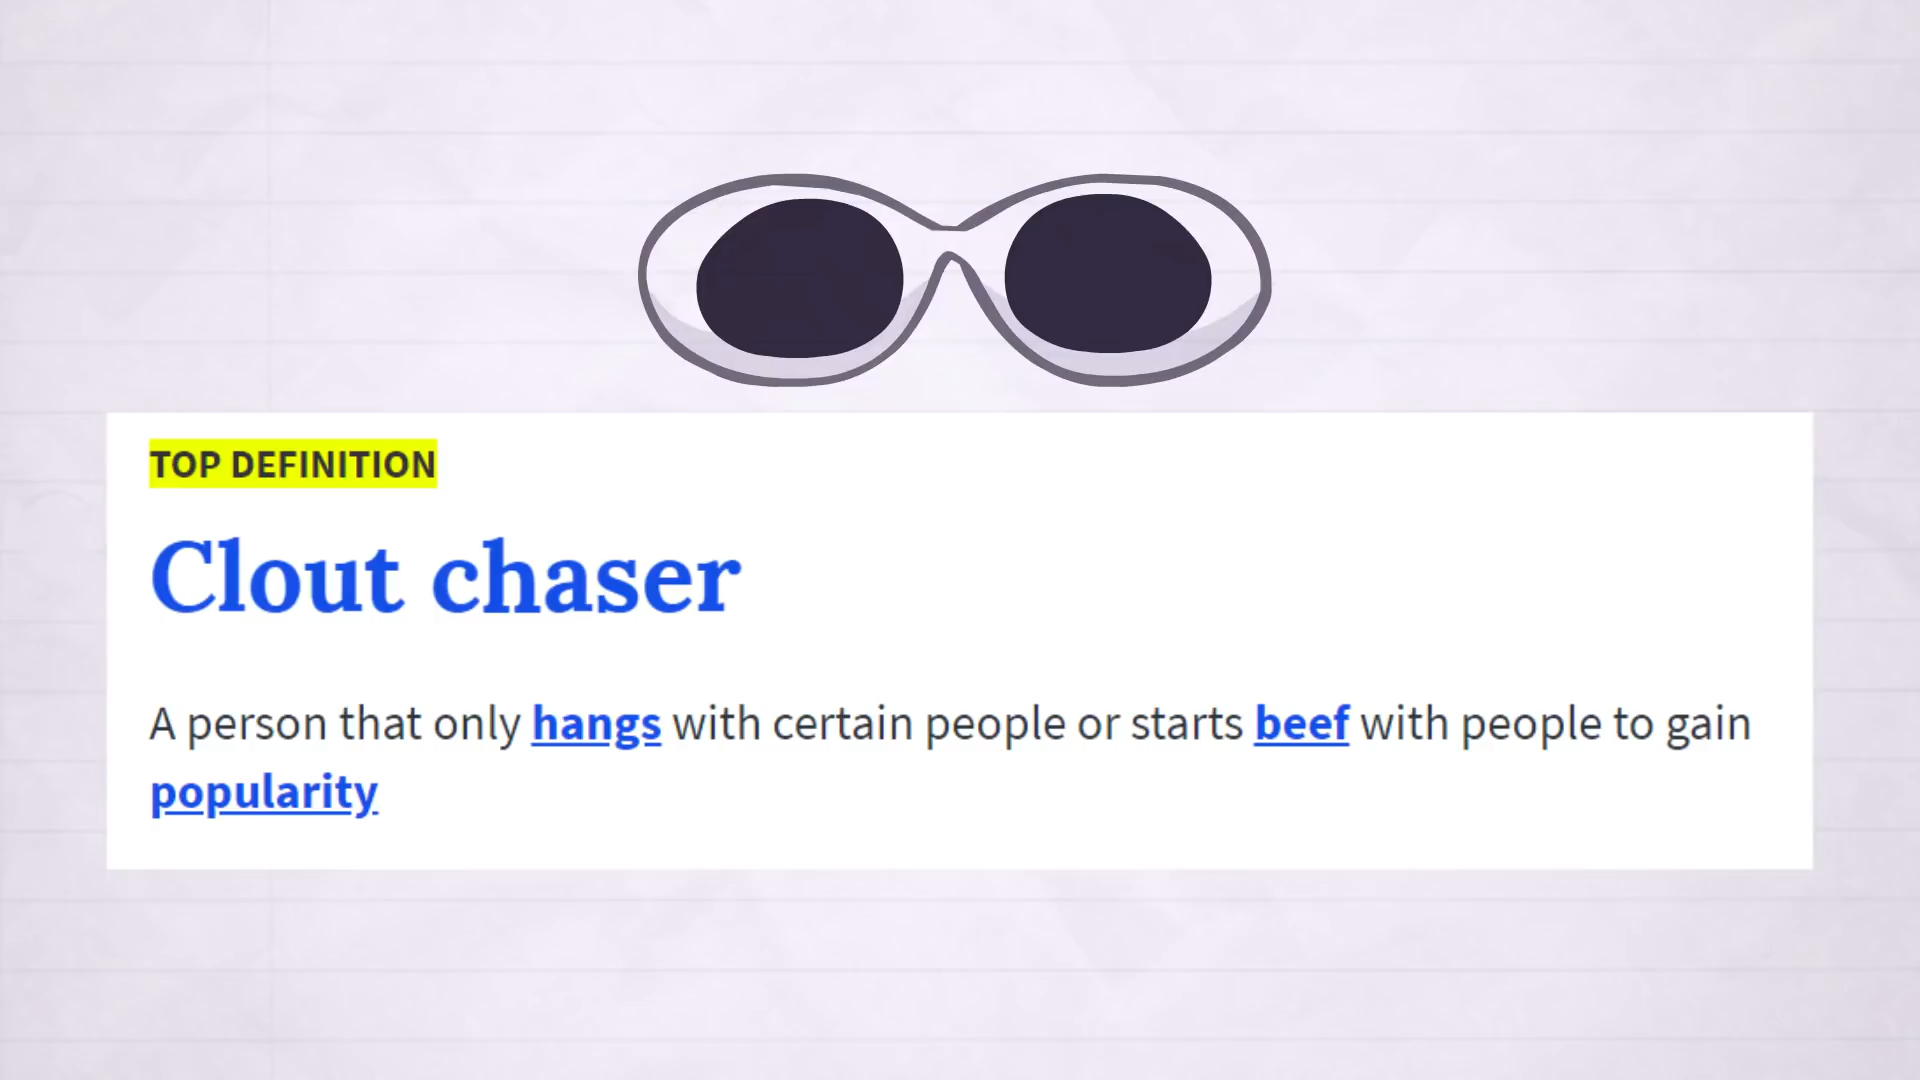 TOP DEFINITION
Clout chaser
A person that only hangs with certain people or starts beef with people to gain
popularity